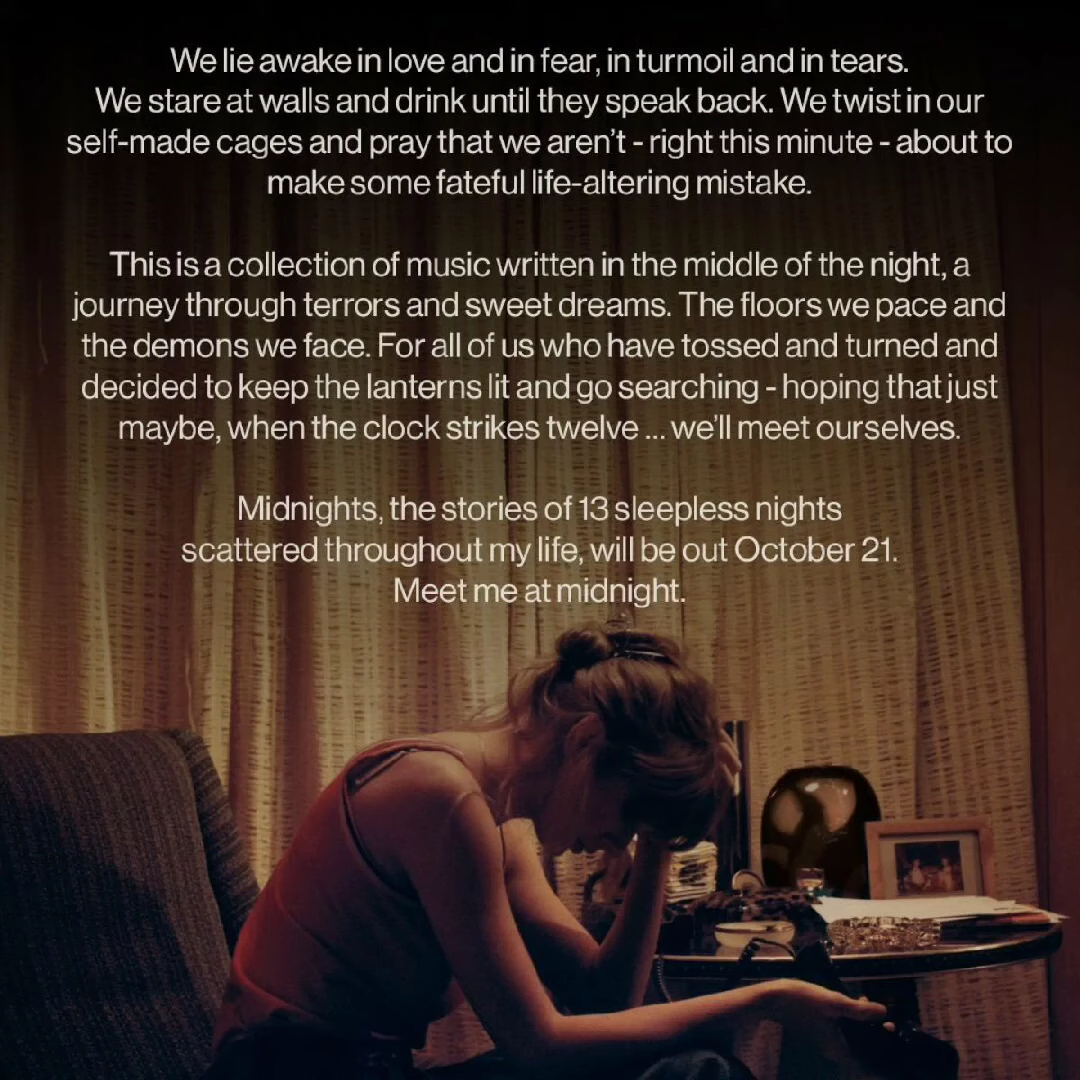 We lie awake in love and in fear, in turmoil and in tears.
We stare at walls and drink until they speak back. We twist in our
self-made cages and pray that we aren’t - right this minute - about to
make some fateful life-altering mistake.
This is a collection of music written in the middle of the night, a
journey through terrors and sweet dreams. The floors we pace and
the demons we face. For all of us who have tossed and turned and
decided to keep the lanterns lit and go searching - hoping that just
maybe, when the clock strikes twelve ... we’ll meet ourselves.
Midnights, the stories of 13 sleepless nights
scattered throughout my life, will be out October 21.
Meet me at midnight.